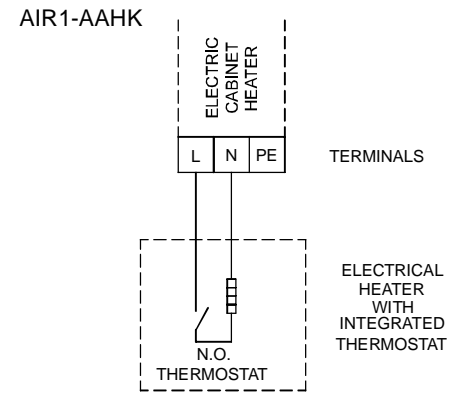 AIR1-AAHK
ELECTRIC
CABINET
HEATER
L N PE
TERMINALS
ELECTRICAL
HEATER
WITH
INTEGRATED
THERMOSTAT
N.O.
THERMOSTAT